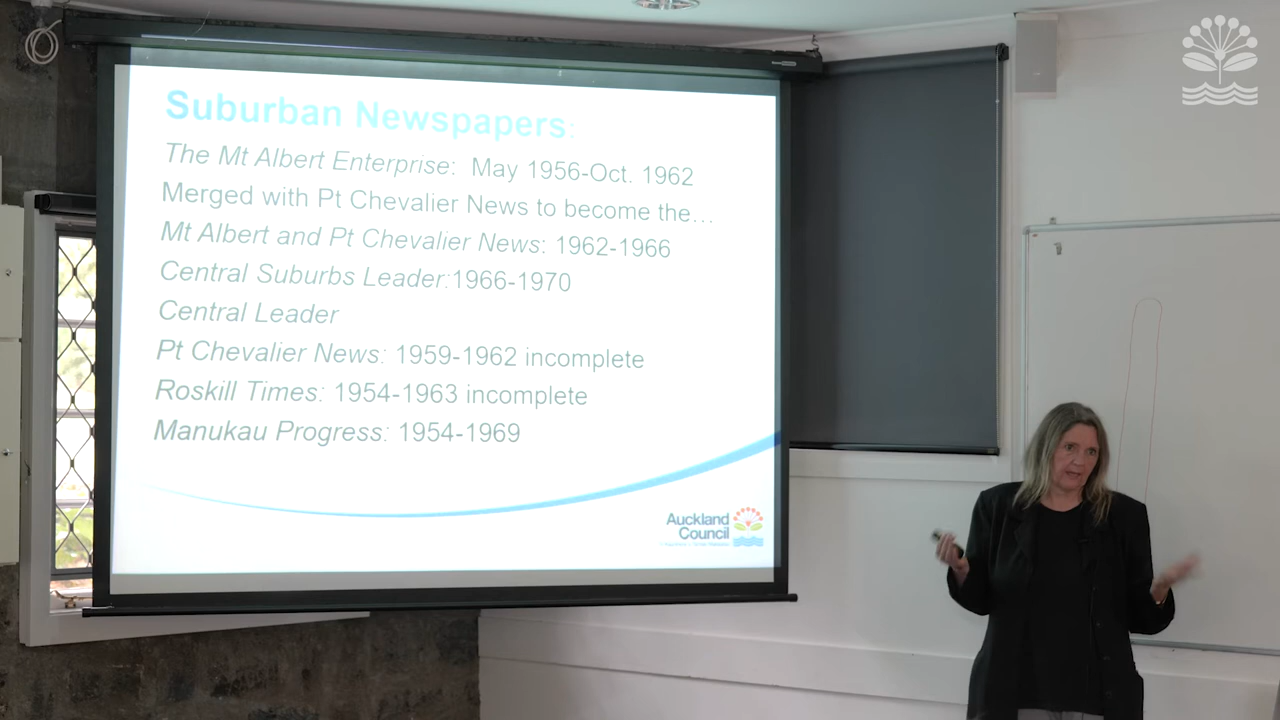 Suburban Newspapers:
The Mt Albert Enterprise: May 1956-Oct. 1962
Merged with Pt Chevalier News to become the…
Mt Albert and Pt Chevalier News: 1962-1966
Central Suburbs Leader:1966-1970
Central Leader
Pt Chevalier News: 1959-1962 incomplete
Roskill Times: 1954-1963 incomplete
Manukau Progress: 1954-1969
Auckland
Council